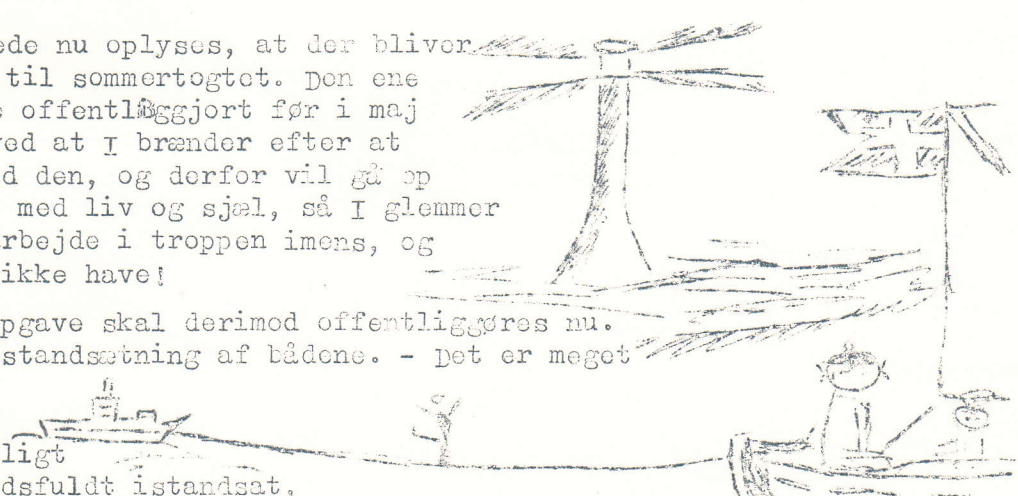 ede nu oplyses, at der bliver
til sommertogtet. Den ene
offentliggjort før i maj
ved at I brænder efter at
d den, og derfor vil gå op
med liv og sjæl, så I glemmer
rbejde i troppen imens, og
ikke have!
pgave skal derimod offentliggøres nu.
standsætning af bådene. - Det er meget
ligt
dsfuldt istandsat.